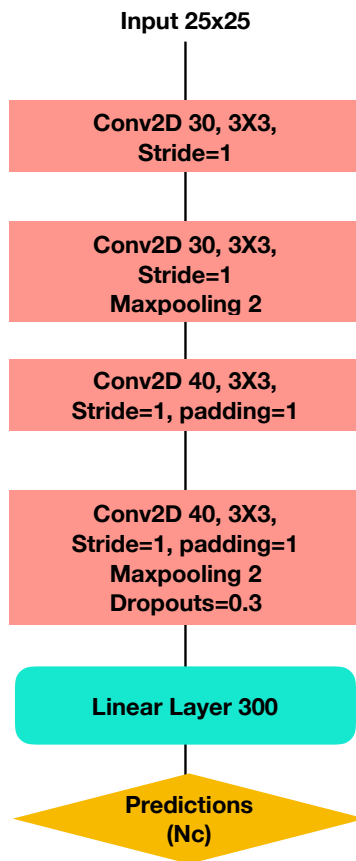 Input 25x25
Conv2D 30, 3X3,
Stride=1
Conv2D 30, 3X3,
Stride=1
Maxpooling 2
Conv2D 40, 3X3,
Stride=1, padding=1
Conv2D 40, 3X3,
Stride=1, padding=1
Maxpooling 2
Dropouts=0.3
Linear Layer 300
Predictions
(Nc)